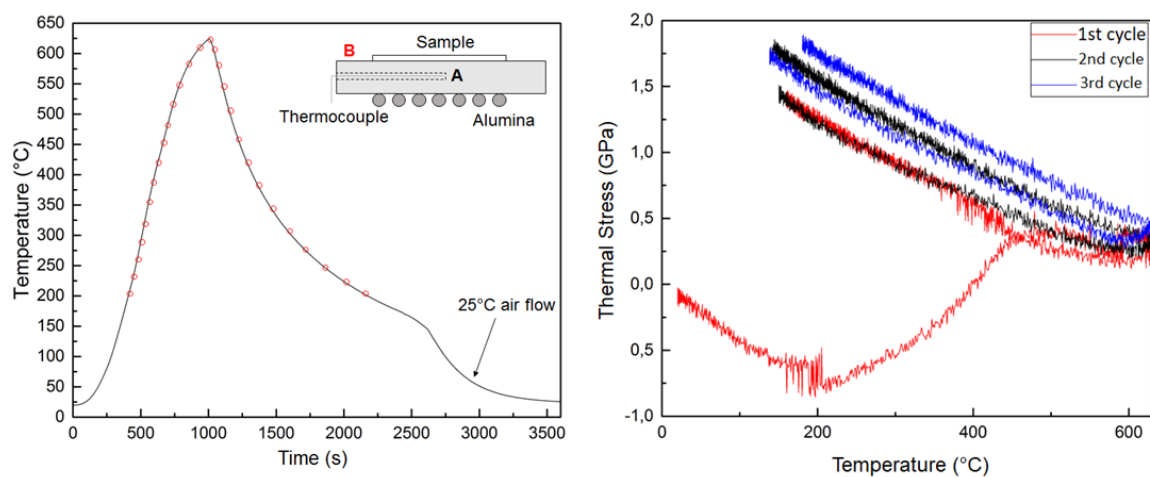 650
600
550
500
450
400
350
300
250
200
150
100
50
0
Temperature (°C)
0 500 1000 1500 2000 2500 3000 3500
Time (s)
B
Sample
A
Thermocouple
Alumina
25°C air flow
2,0
1,5
1,0
0,5
0,0
0,5
-1,0
Thermal Stress (GPa)
0 200 400 600
Temperature (°C)
1st cycle
2nd cycle
3rd cycle